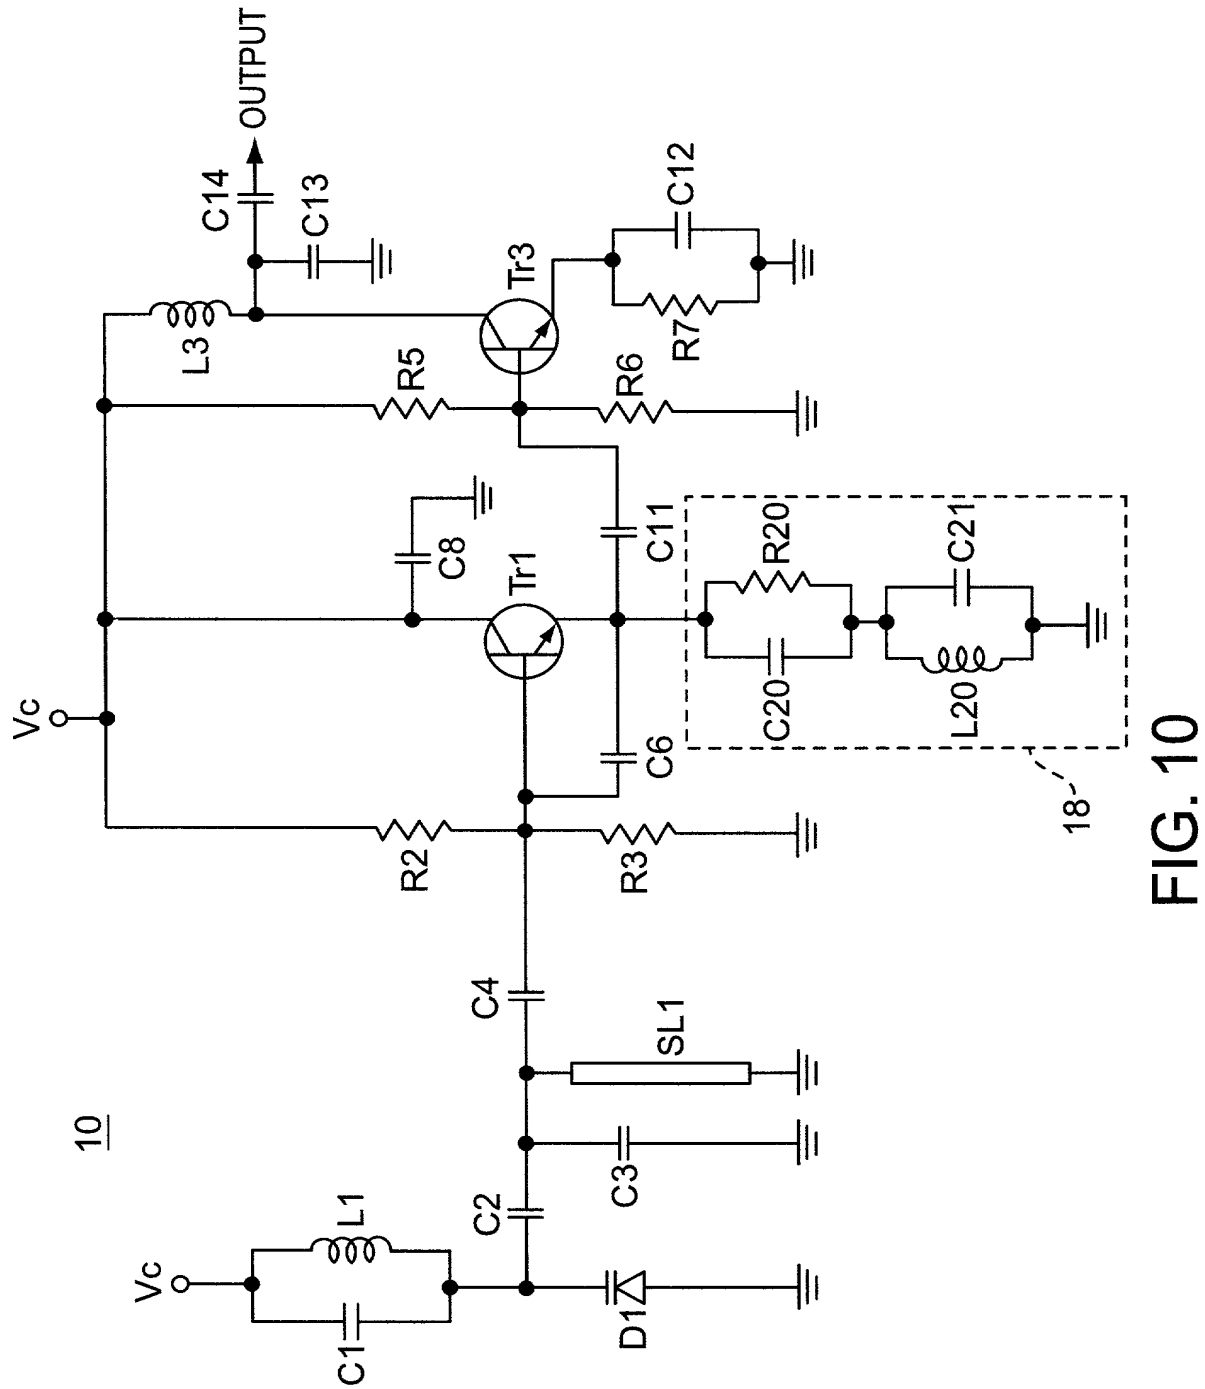 10
Vc
C1
L1
D1
C2
C3
SL1
C4
Vc
R2
R3
C6
Tr1
C8
C11
18
C20
R20
L20
C21
R5
R6
L3
Tr3
R7
C12
C13
C14
OUTPUT
FIG. 10